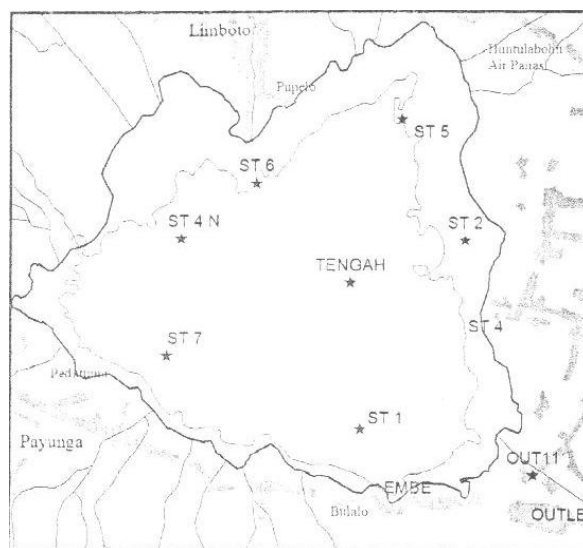 Limboto
Huntulabohu
Air Panas
Pupelo
ST 5
ST 6
ST 4 N
ST 2
TENGAH
ST 4
ST 7
Payunga
ST 1
OUT11
EMBE
OUTLE
Bulalo